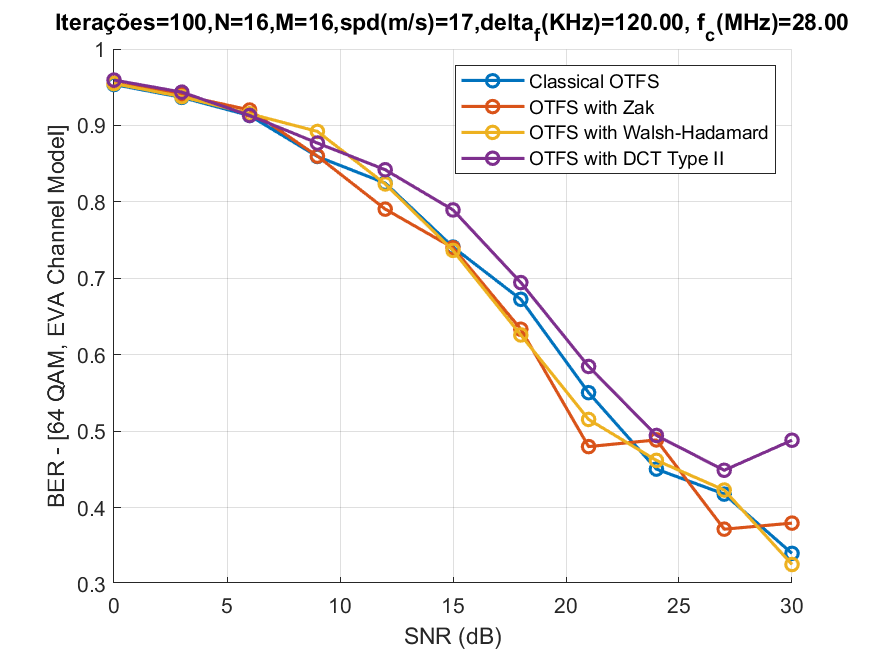 Iterações=100,N=16,M=16,spd(m/s)=17,delta_f(KHz)=120.00, f_c(MHz)=28.00
1
0.9
0.8
0.7
0.6
0.5
0.4
0.3
BER - [64 QAM, EVA Channel Model]
Classical OTFS
OTFS with Zak
OTFS with Walsh-Hadamard
OTFS with DCT Type II
0 5 10 15 20 25 30
SNR (dB)